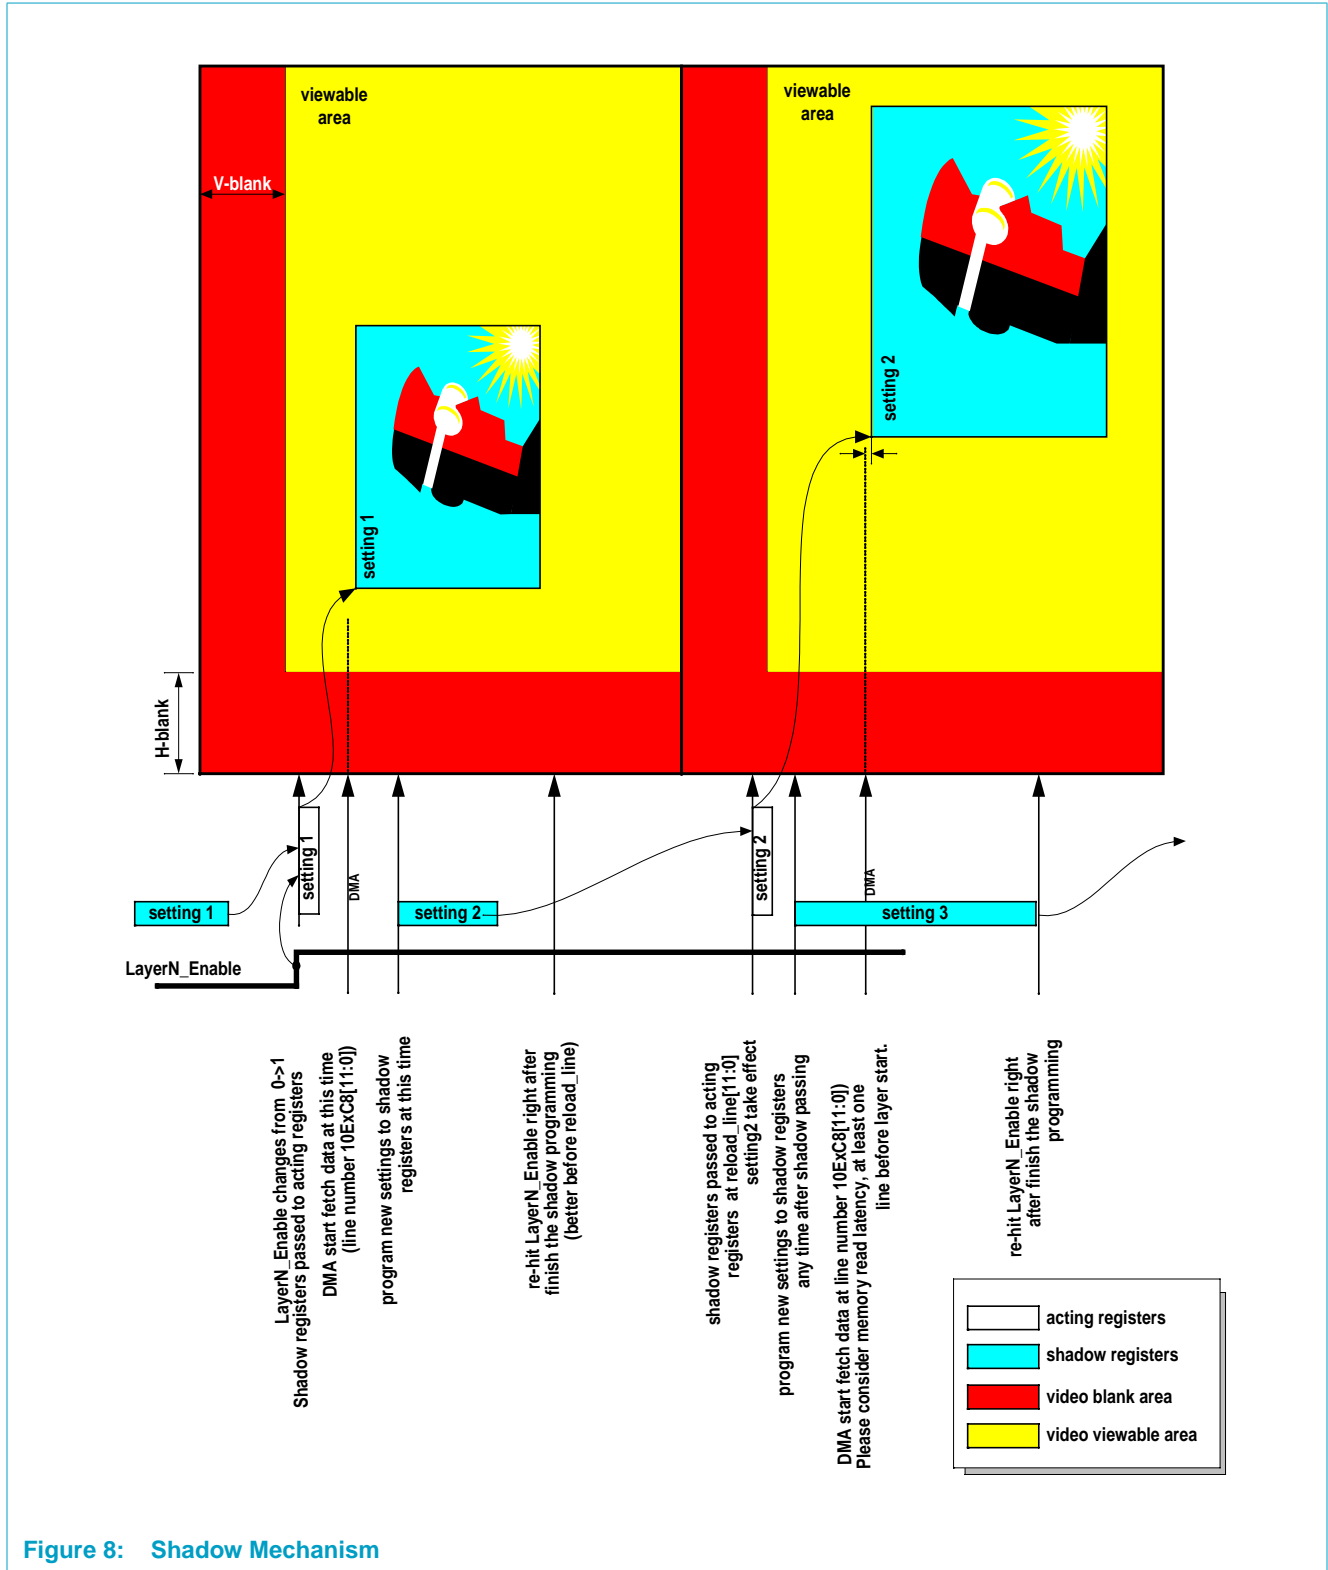 viewable
area
viewable
area
V-blank
setting 1
setting 2
H-blank
setting 1
DMA
setting 2
DMA
setting 1
setting 2
setting 3
LayerN_Enable
LayerN_Enable changes from 0->1
Shadow registers passed to acting registers
DMA start fetch data at this time
(line number 10ExC8[11:0])
program new settings to shadow
registers at this time
re-hit LayerN_Enable right after
finish the shadow programming
(better before reload_line)
shadow registers passed to acting
registers at reload_line[11:0]
setting2 take effect
program new settings to shadow registers
any time after shadow passing
DMA start fetch data at line number 10ExC8[11:0])
Please consider memory read latency, at least one
line before layer start.
re-hit LayerN_Enable right
after finish the shadow
programming
acting registers
shadow registers
video blank area
video viewable area
Figure 8: Shadow Mechanism